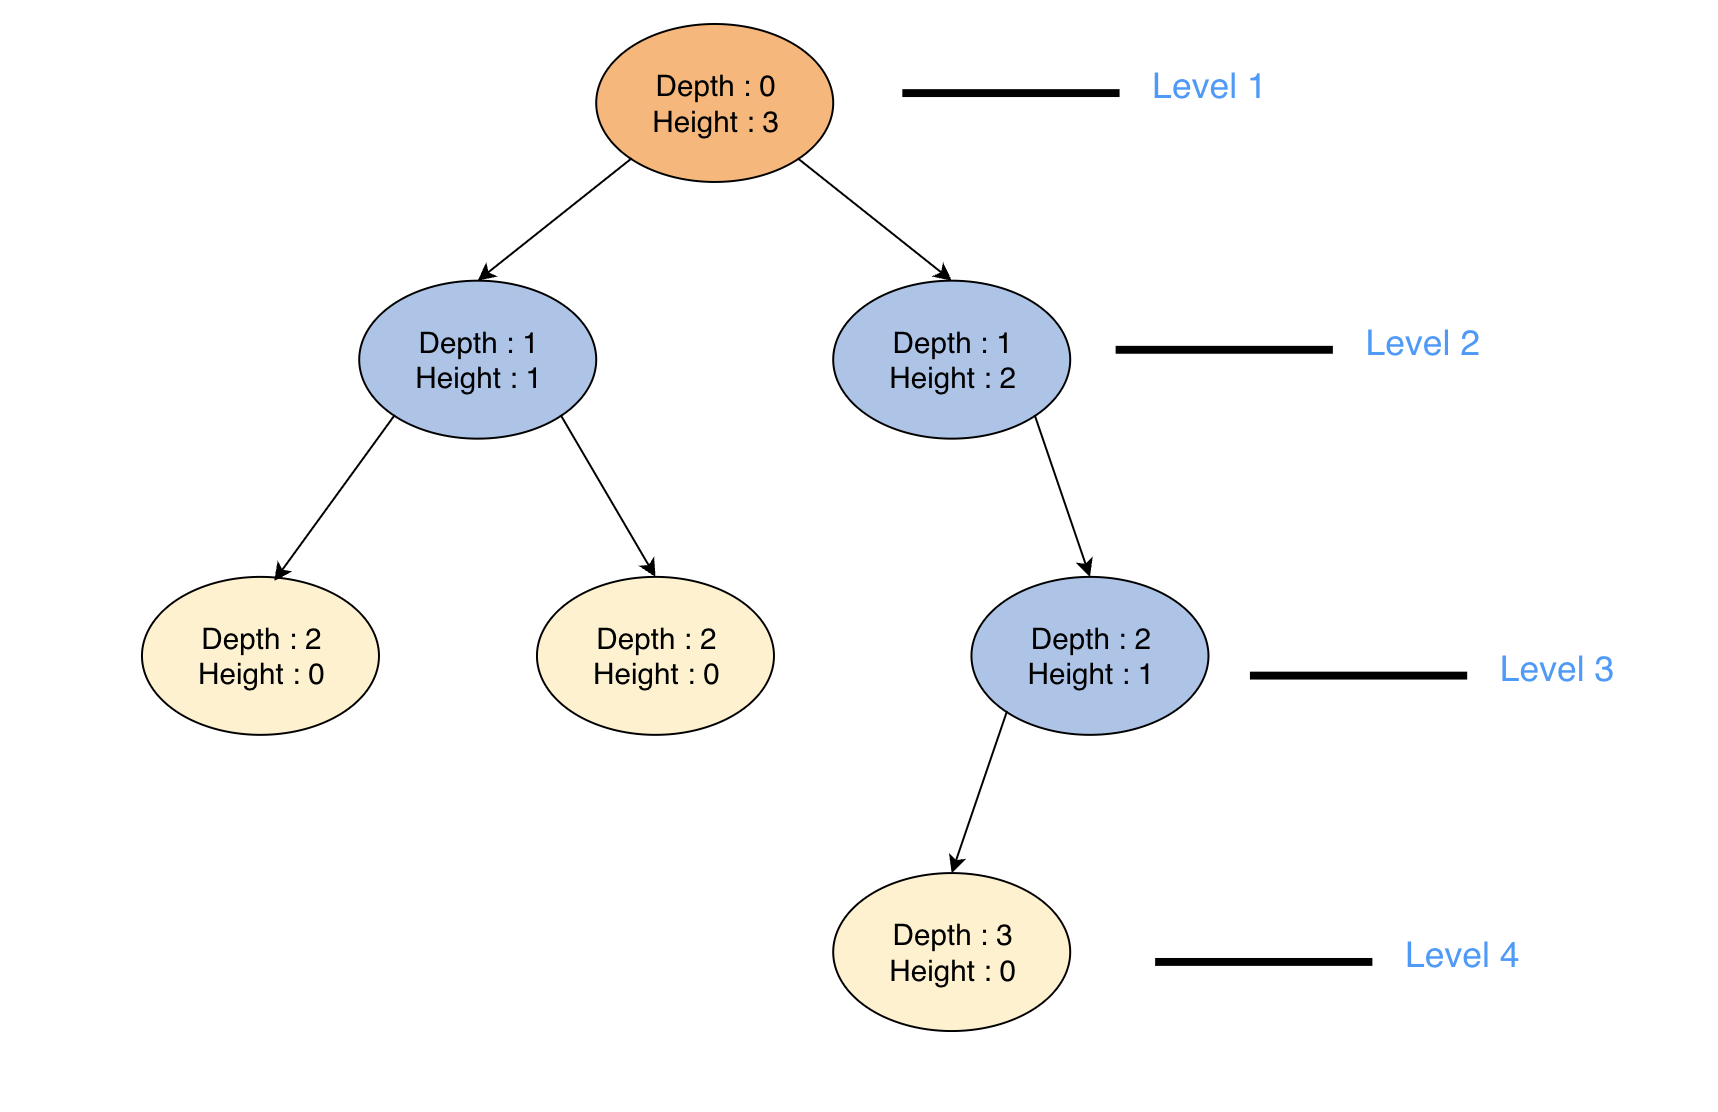 Depth : 0
Height : 3
Level 1
Depth : 1
Height : 1
Depth : 1
Height : 2
Level 2
Depth : 2
Height : 0
Depth : 2
Height : 0
Depth : 2
Height : 1
Level 3
Depth : 3
Height : 0
Level 4